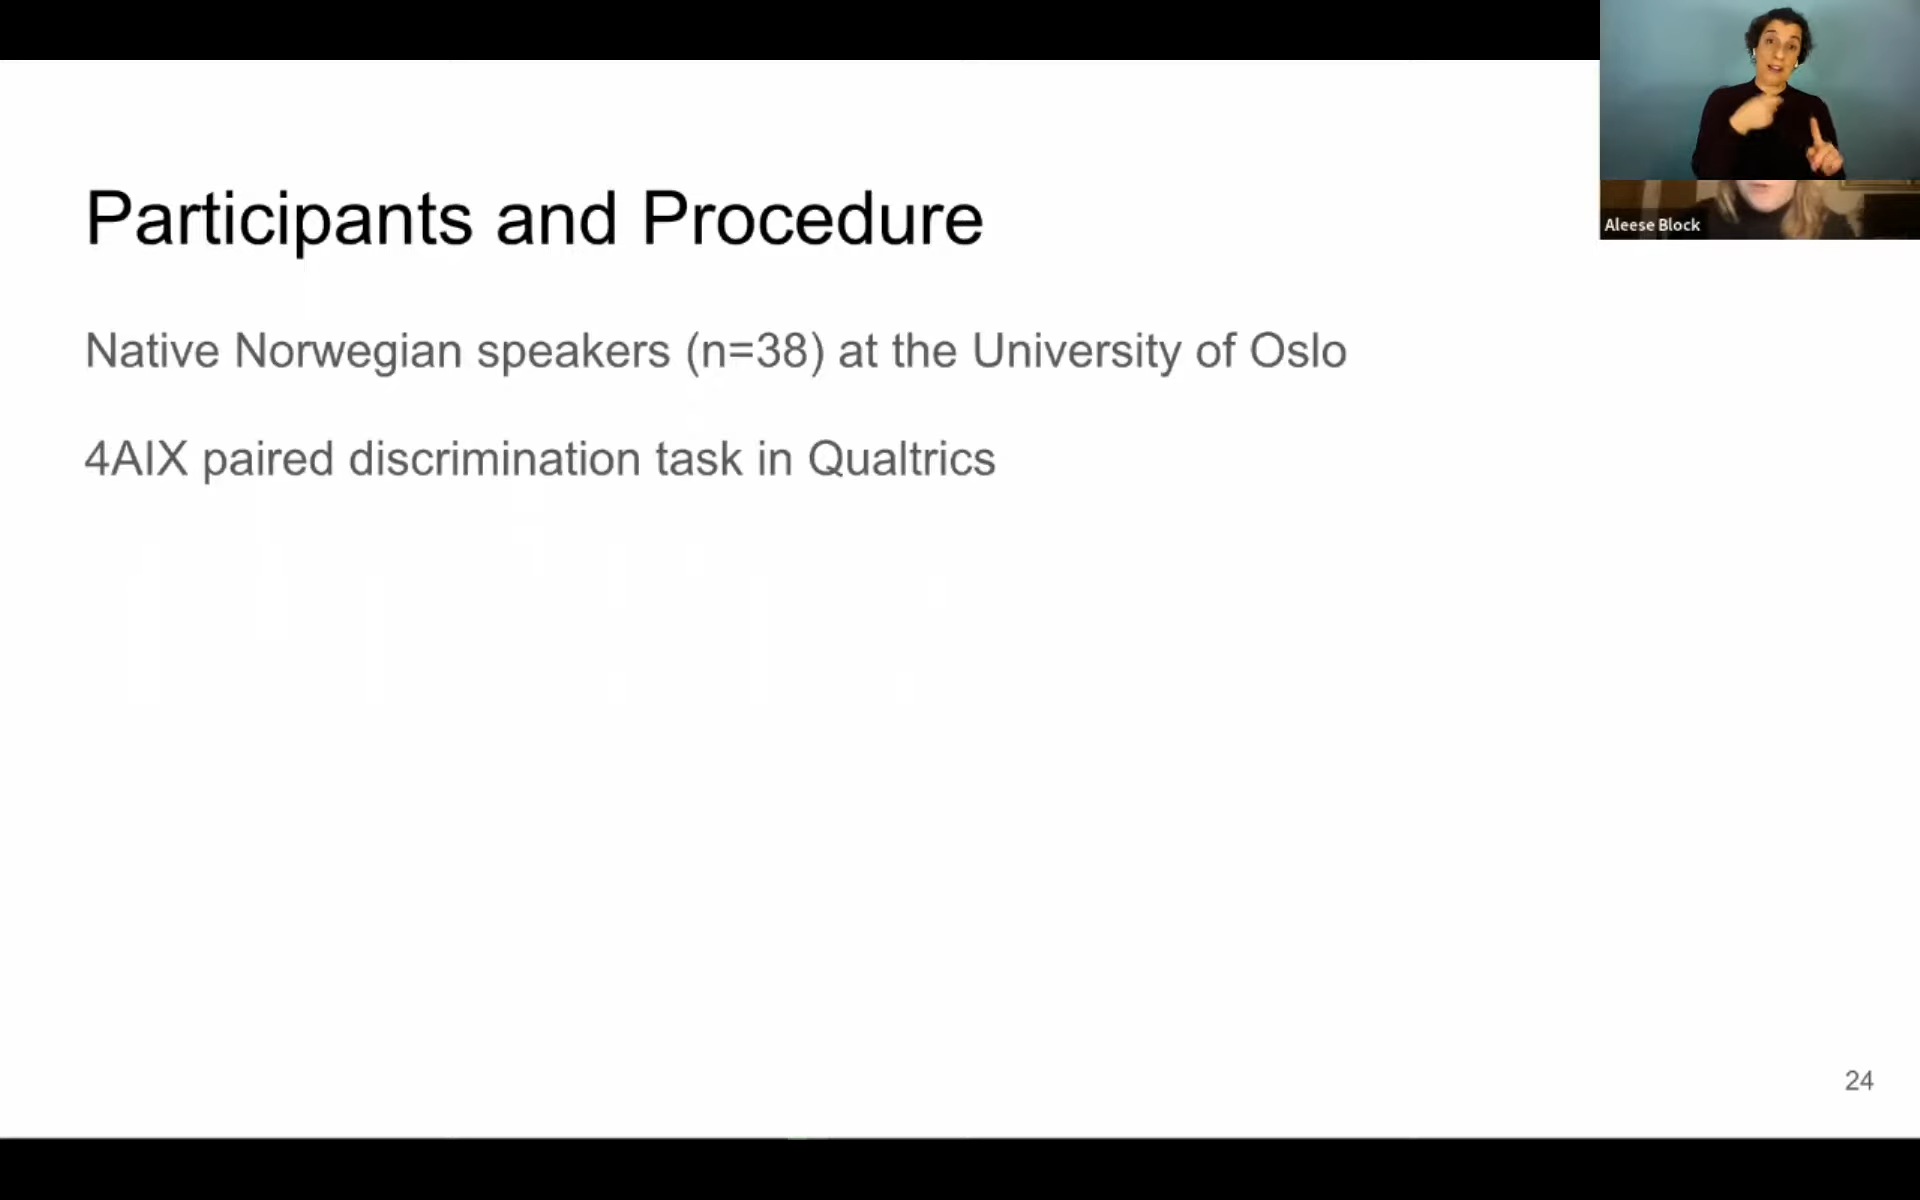 Participants and Procedure
Native Norwegian speakers (n=38) at the University of Oslo
4AIX paired discrimination task in Qualtrics
Aleese Block
24